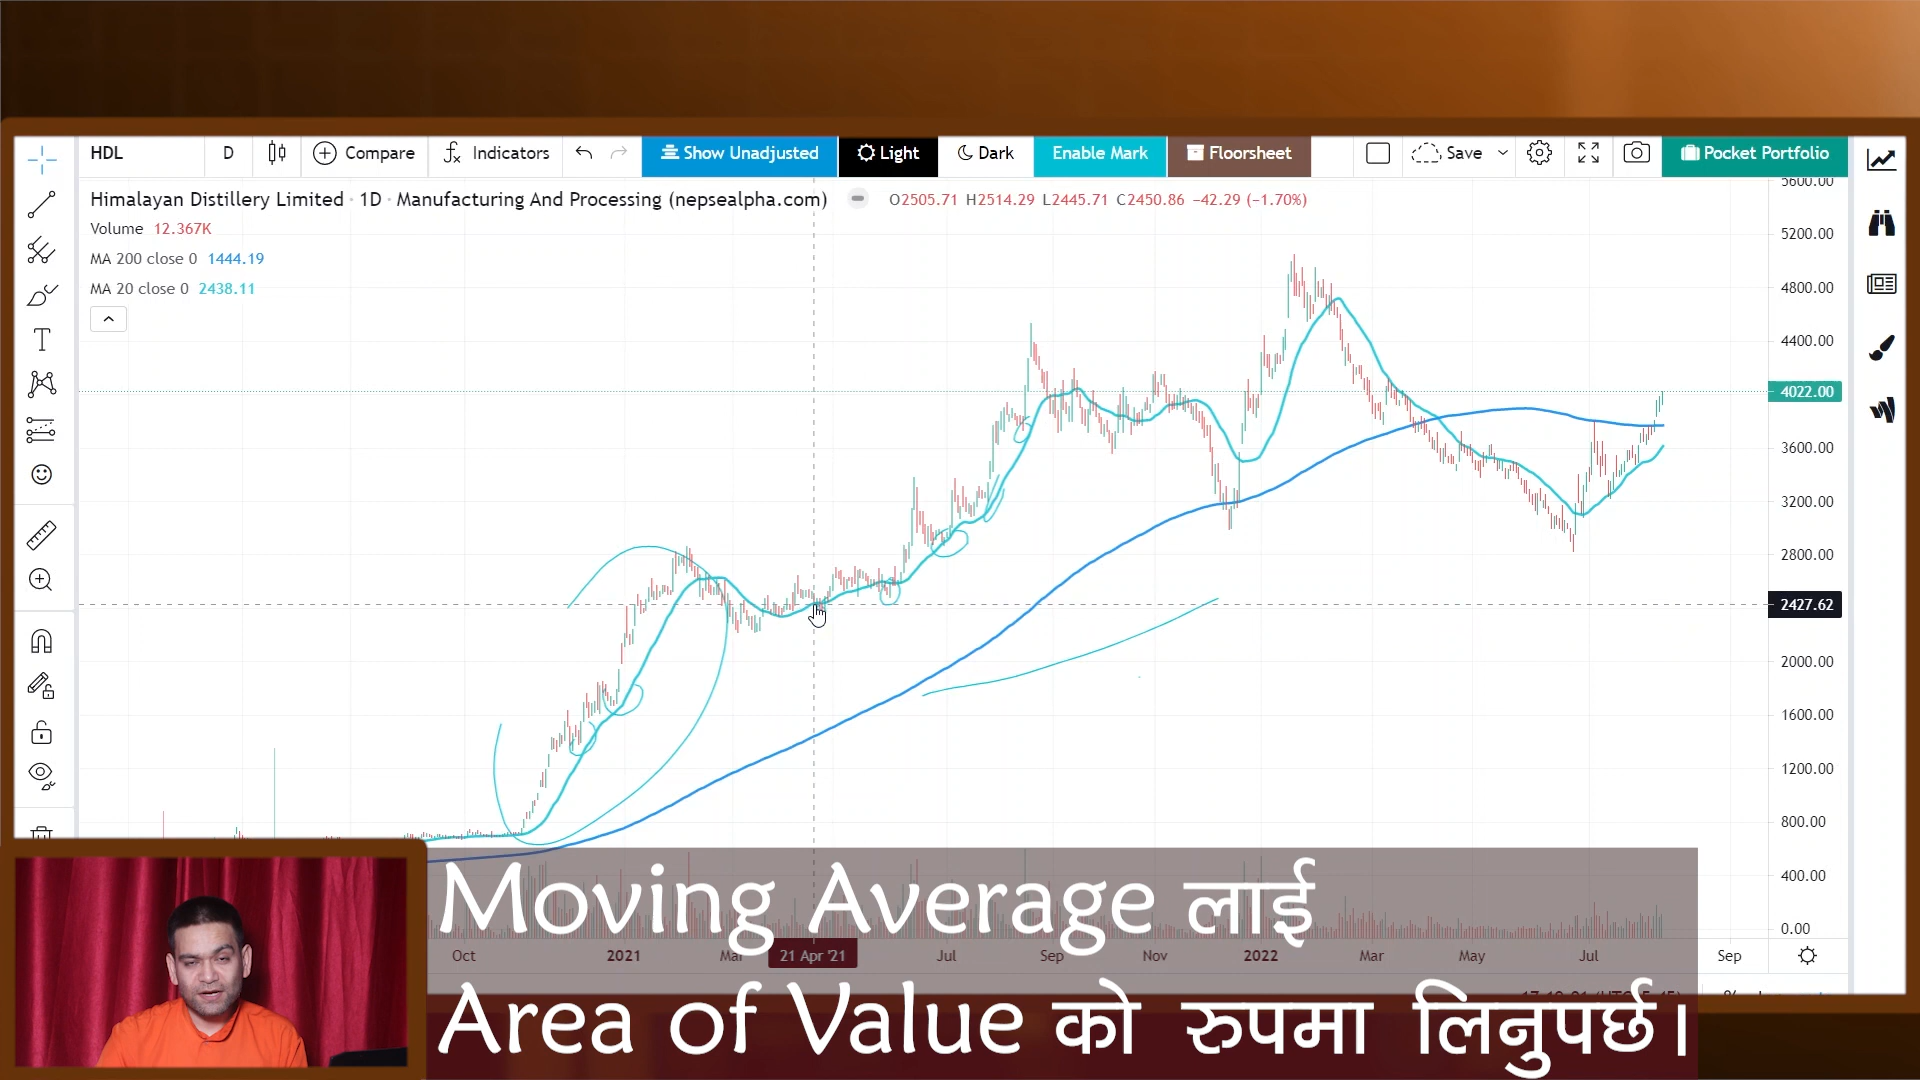 HDL D Compare Indicators Show Unadjusted Light Dark Enable Mark Floorsheet Save Pocket Portfolio
Himalayan Distillery Limited · 1D · Manufacturing And Processing (nepsealpha.com) O2505.71 H2514.29 L2445.71 C2450.86 −42.29 (−1.70%)
Volume 12.367K
MA 200 close 0 1444.19
MA 20 close 0 2438.11
5600.00
5200.00
4800.00
4400.00
4022.00
3600.00
3200.00
2800.00
2427.62
2000.00
1600.00
1200.00
800.00
400.00
0.00
Oct 2021 Mar 21 Apr '21 Jul Sep Nov 2022 Mar May Jul Sep
Moving Average लाई
Area of Value को रुपमा लिनुपर्छ।